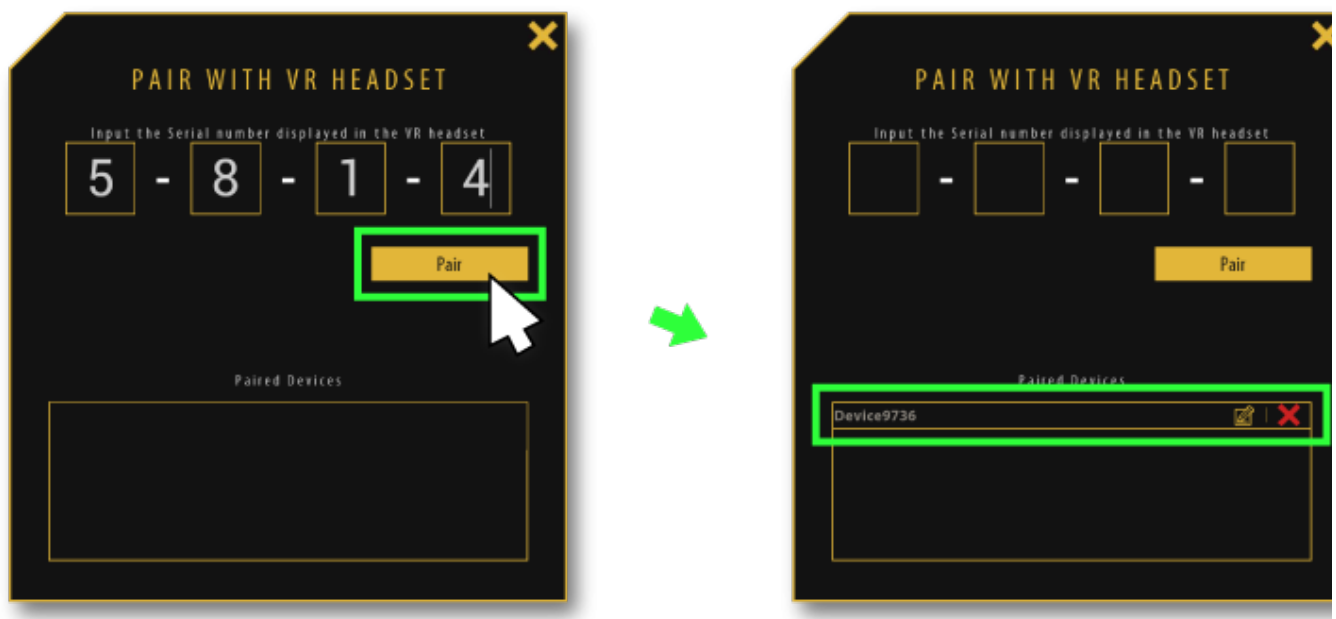 PAIR WITH VR HEADSET
Input the Serial number displayed in the VR headset
5 - 8 - 1 - 4
Pair
Paired Devices
PAIR WITH VR HEADSET
Input the Serial number displayed in the VR headset
- - -
Pair
Paired Devices
Device9736